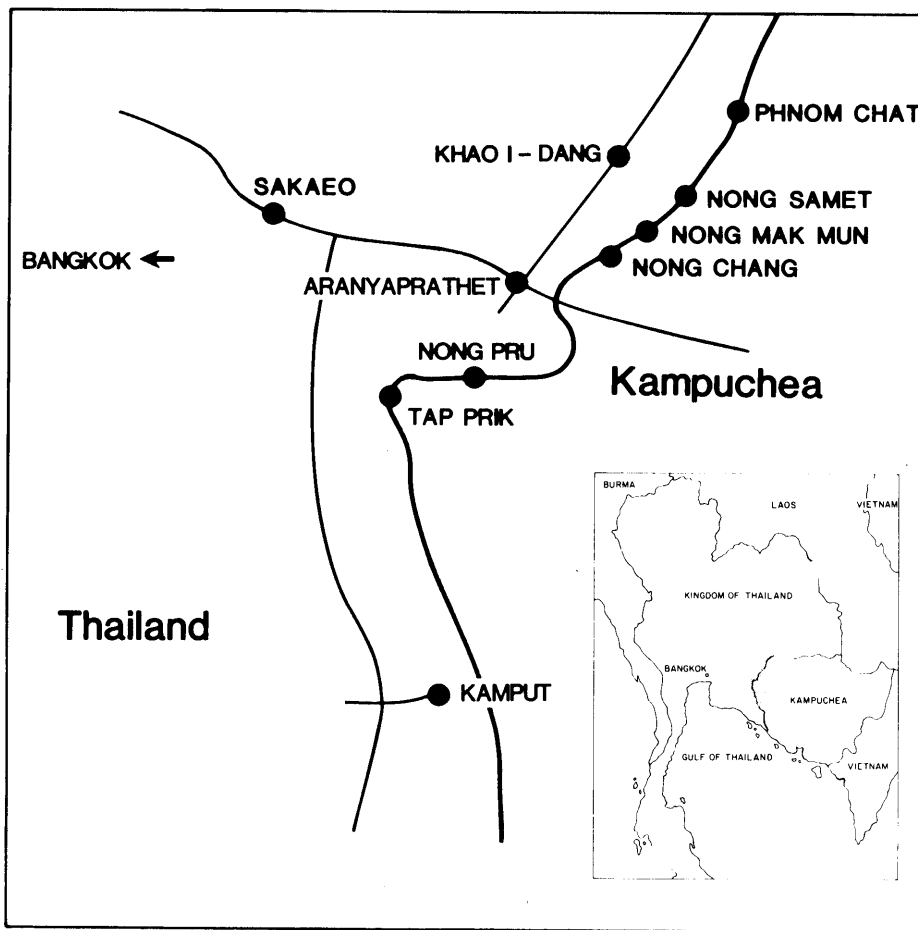 PHNOM CHAT
KHAO I-DANG
SAKAEO
NONG SAMET
NONG MAK MUN
BANGKOK
NONG CHANG
ARANYAPRATHET
NONG PRU
Kampuchea
TAP PRIK
Thailand
KAMPUT
BURMA
LAOS
VIETNAM
KINGDOM OF THAILAND
BANGKOK
KAMPUCHEA
GULF OF THAILAND
VIETNAM